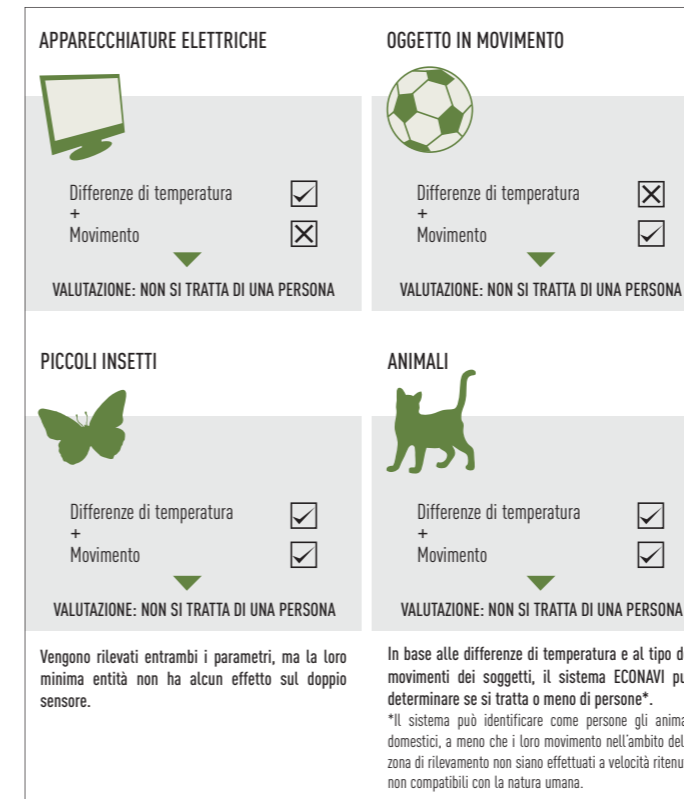 APPARECCHIATURE ELETTRICHE
Differenze di temperatura
+
Movimento
VALUTAZIONE: NON SI TRATTA DI UNA PERSONA
OGGETTO IN MOVIMENTO
Differenze di temperatura
+
Movimento
VALUTAZIONE: NON SI TRATTA DI UNA PERSONA
PICCOLI INSETTI
Differenze di temperatura
+
Movimento
VALUTAZIONE: NON SI TRATTA DI UNA PERSONA
Vengono rilevati entrambi i parametri, ma la loro
minima entità non ha alcun effetto sul doppio
sensore.
ANIMALI
Differenze di temperatura
+
Movimento
VALUTAZIONE: NON SI TRATTA DI UNA PERSONA
In base alle differenze di temperatura e al tipo
movimenti dei soggetti, il sistema ECONAVI
determinare se si tratta o meno di persone*.
*Il sistema può identificare come persone gli
domestici, a meno che i loro movimento nell'ambito
zona di rilevamento non siano effettuati a velocità
non compatibili con la natura umana.